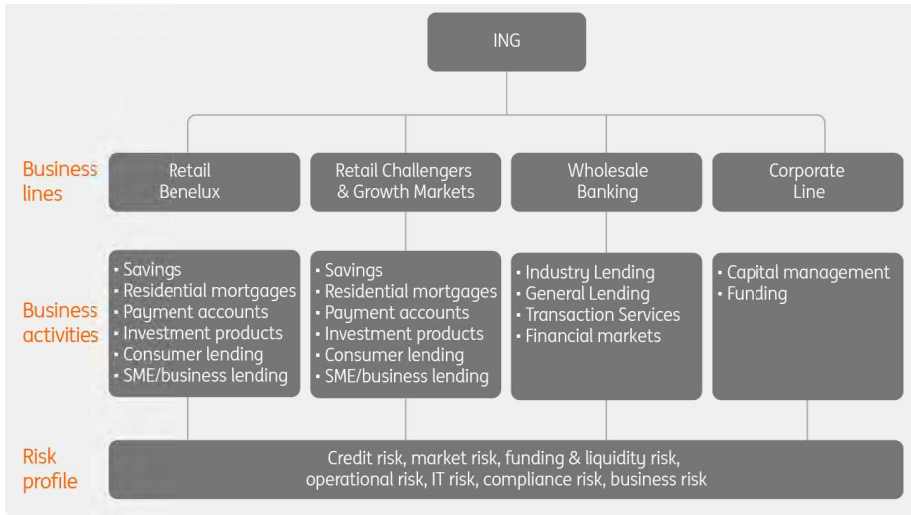 ING
Business
lines
Retail
Benelux
Retail Challengers
& Growth Markets
Wholesale
Banking
Corporate
Line
Business
activities
▪ Savings
▪ Residential mortgages
▪ Payment accounts
▪ Investment products
▪ Consumer lending
▪ SME/business lending
▪ Savings
▪ Residential mortgages
▪ Payment accounts
▪ Investment products
▪ Consumer lending
▪ SME/business lending
▪ Industry Lending
▪ General Lending
▪ Transaction Services
▪ Financial markets
▪ Capital management
▪ Funding
Risk
profile
Credit risk, market risk, funding & liquidity risk,
operational risk, IT risk, compliance risk, business risk